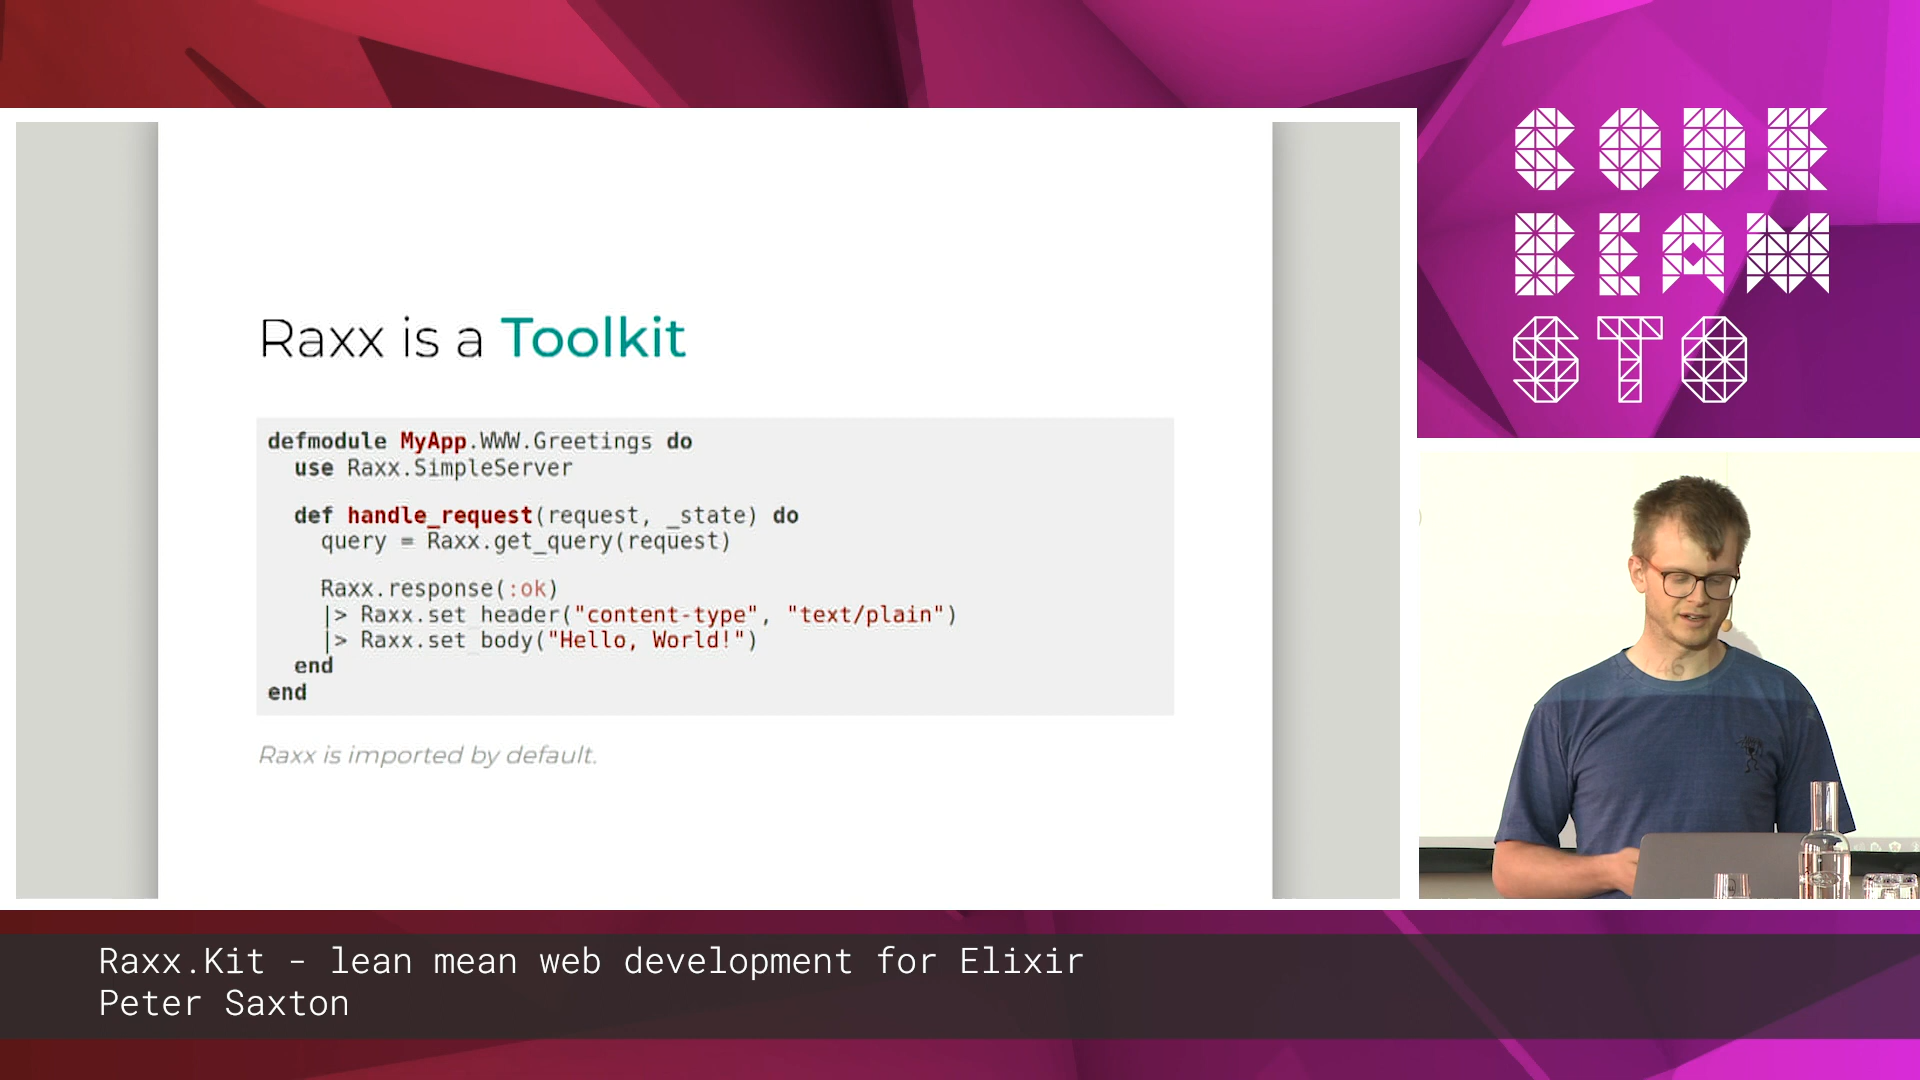 CODE
BEAM
STO
Raxx is a Toolkit
defmodule MyApp.WWW.Greetings do
  use Raxx.SimpleServer
  def handle_request(request, _state) do
    query = Raxx.get_query(request)
    Raxx.response(:ok)
    |> Raxx.set_header("content-type", "text/plain")
    |> Raxx.set_body("Hello, World!")
  end
end
Raxx is imported by default.
Raxx.Kit - lean mean web development for Elixir
Peter Saxton